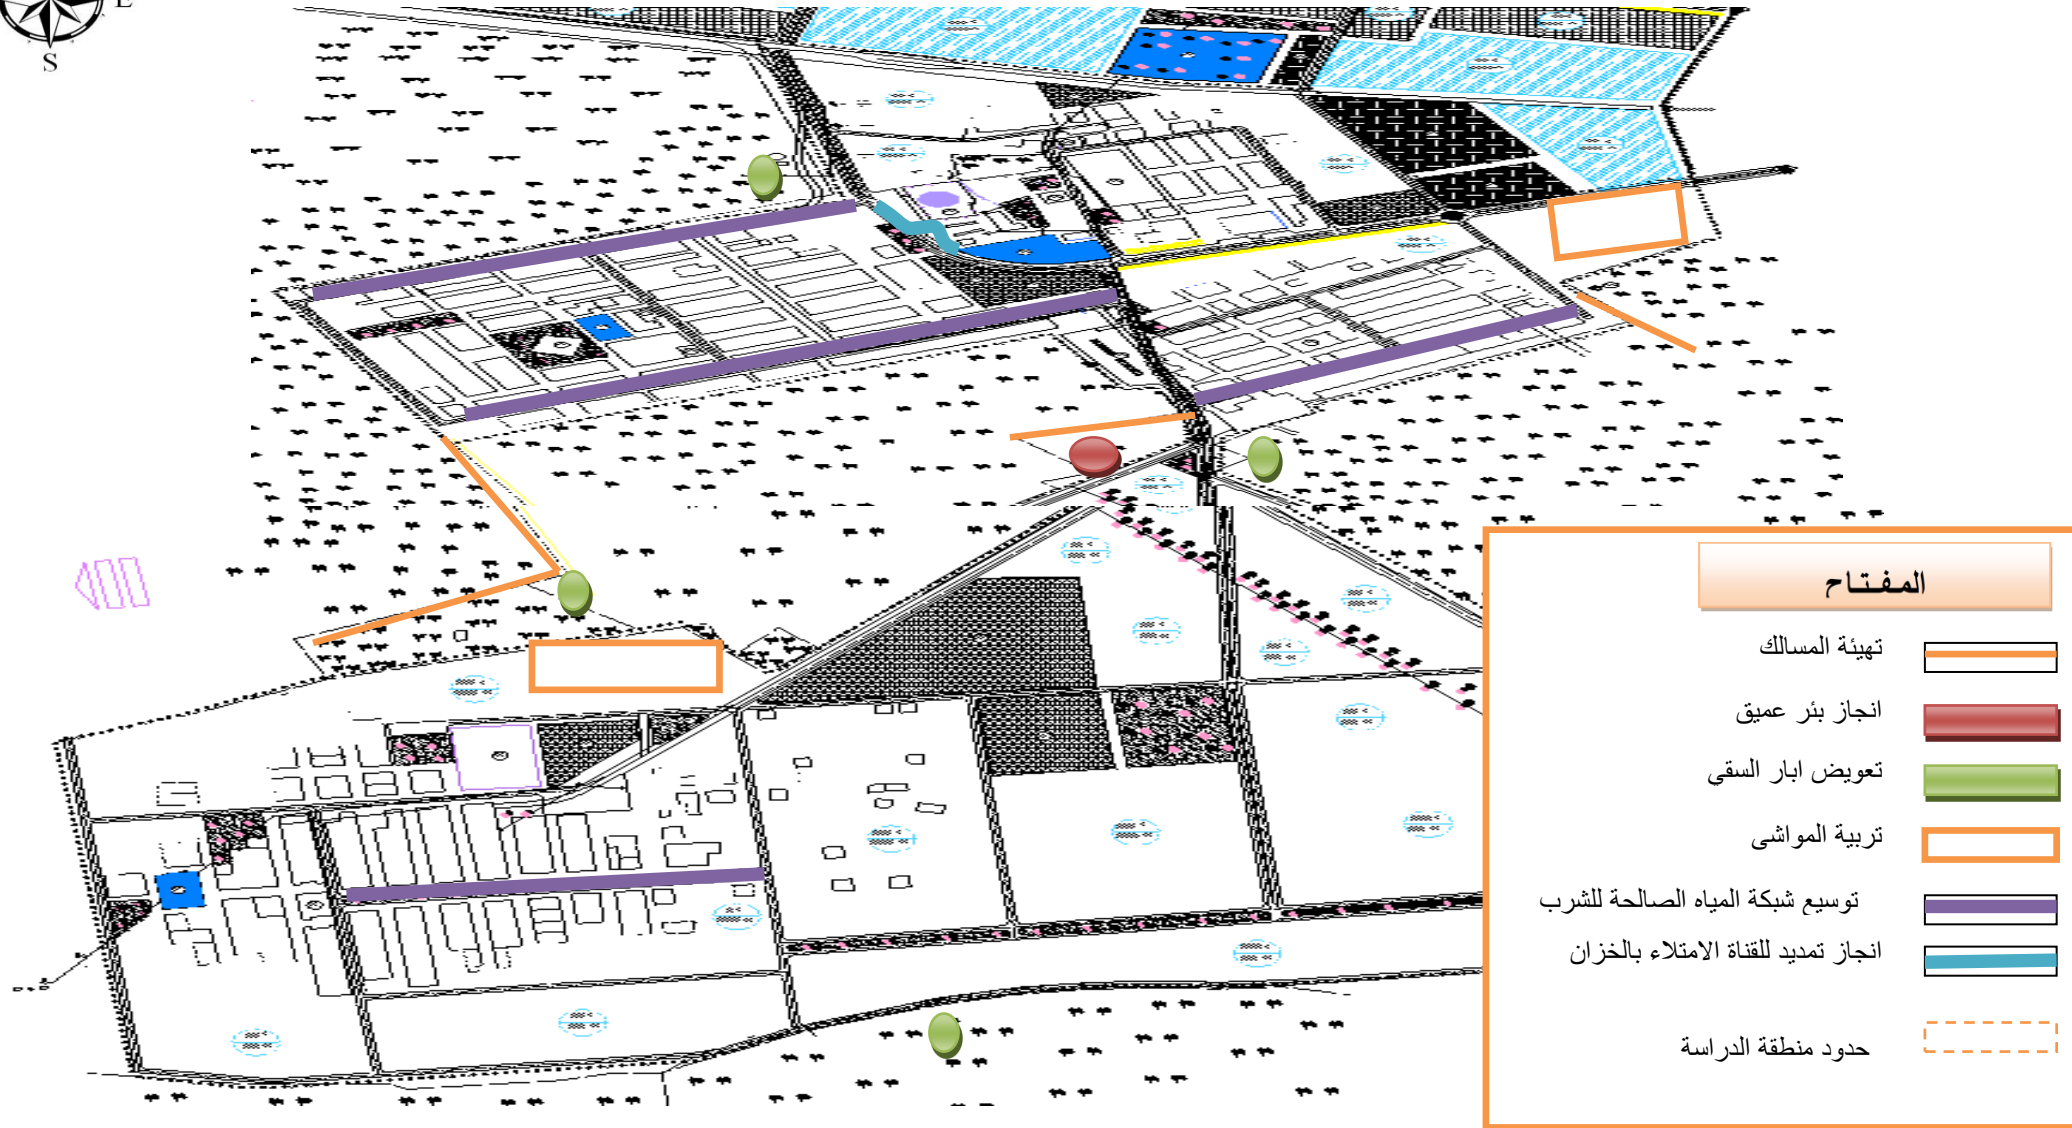 E
S
المفتاح
تهيئة المسالك
انجاز بئر عميق
تعويض ابار السقي
تربية المواشى
توسيع شبكة المياه الصالحة للشرب
انجاز تمديد للقناة الامتلاء بالخزان
حدود منطقة الدراسة